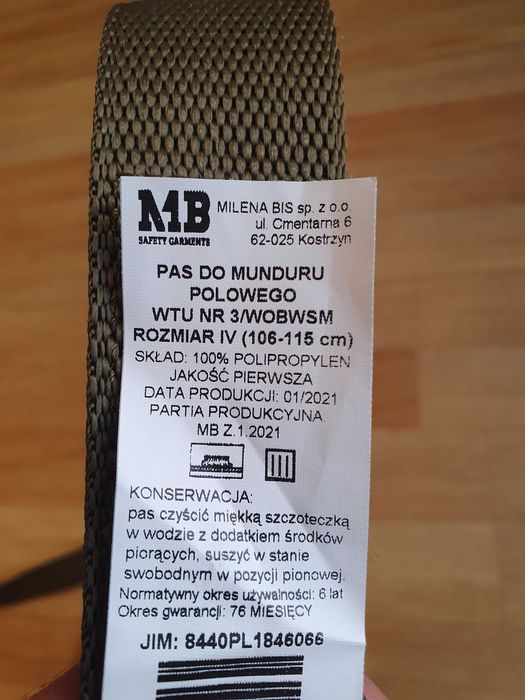 MB MILENA BIS sp. z o.o.
SAFETY GARMENTS ul. Cmentarna 6
62-025 Kostrzyn
PAS DO MUNDURU
POLOWEGO
WTU NR 3/WOBWSM
ROZMIAR IV (106-115 cm)
SKŁAD: 100% POLIPROPYLEN
JAKOŚĆ PIERWSZA
DATA PRODUKCJI: 01/2021
PARTIA PRODUKCYJNA
MB Z.1.2021
KONSERWACJA:
pas czyścić miękką szczoteczką
w wodzie z dodatkiem środków
piorących, suszyć w stanie
swobodnym w pozycji pionowej.
Normatywny okres używalności: 6 lat
Okres gwarancji: 76 MIESIĘCY
JIM: 8440PL1846066